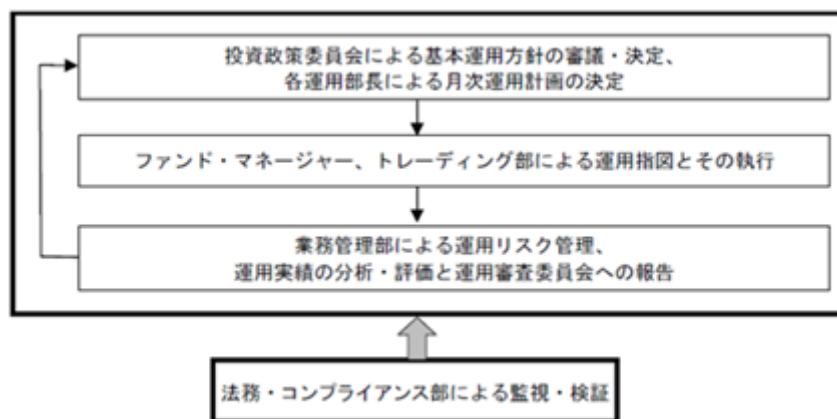 投資政策委員会による基本運用方針の審議・決定、
各運用部長による月次運用計画の決定
ファンド・マネージャー、トレーディング部による運用指図とその執行
業務管理部による運用リスク管理、
運用実績の分析・評価と運用審査委員会への報告
法務・コンプライアンス部による監視・検証